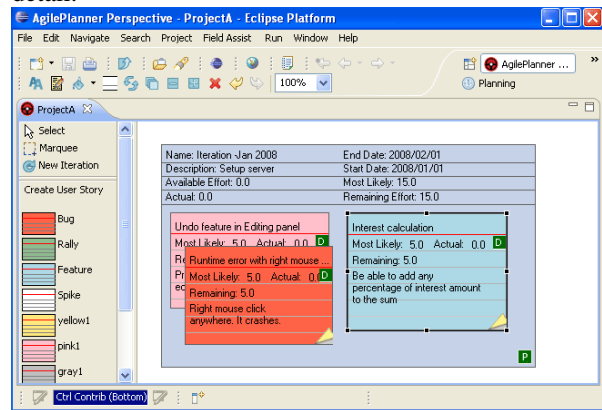 detail.
AgilePlanner Perspective - ProjectA - Eclipse Platform
File Edit Navigate Search Project Field Assist Run Window Help
AgilePlanner ... »
100%
Planning
ProjectA
Select
Marquee
New Iteration
Create User Story
Bug
Rally
Feature
Spike
yellow1
pink1
gray1
Name: Iteration -Jan 2008 End Date: 2008/02/01
Description: Setup server Start Date: 2008/01/01
Available Effort: 0.0 Most Likely: 15.0
Actual: 0.0 Remaining Effort: 15.0
Undo feature in Editing panel
Most Likely: 5.0 Actual: 0.0 D
Re
Pr
ec
Runtime error with right mouse ...
Most Likely: 5.0 Actual: 0.0 D
Remaining: 5.0
Right mouse click
anywhere. It crashes.
Interest calculation
Most Likely: 5.0 Actual: 0.0 D
Remaining: 5.0
Be able to add any
percentage of interest amount
to the sum
P
Ctrl Contrib (Bottom)